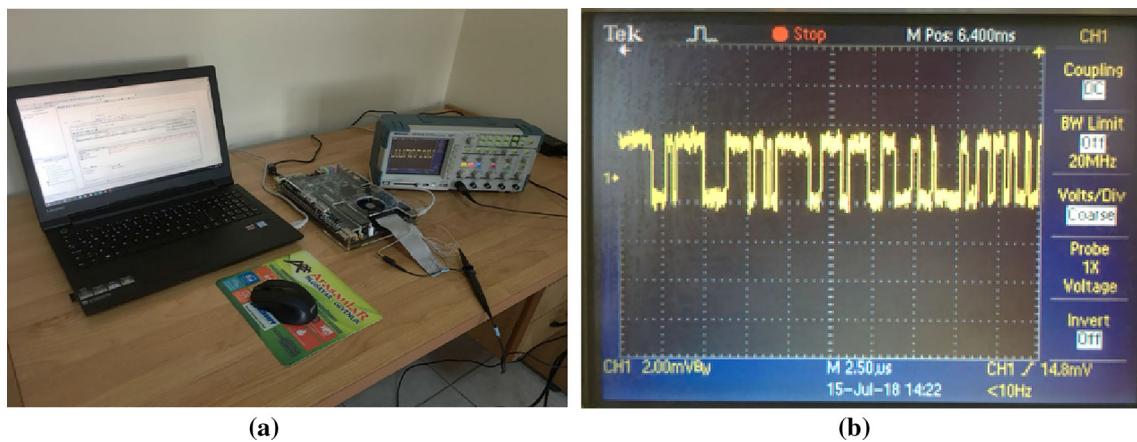 Tek
Stop
M Pos: 6.400ms
CH1
Coupling
DC
BW Limit
Off
20MHz
Volts/Div
Coarse
Probe
1X
Voltage
Invert
Off
1
CH1 2.00mVBw
M 2.50µs
CH1 / 14.8mV
15-Jul-18 14:22
<10Hz
(a)
(b)